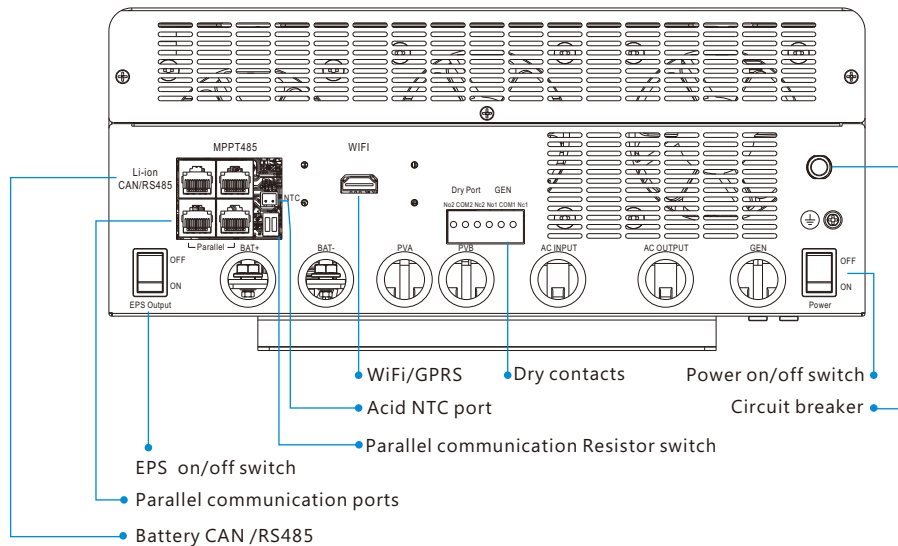 MPPT485
WIFI
Li-ion
CAN/RS485
NTC
Dry Port GEN
No2 COM2 Nc2 No1 COM1 Nc1
Parallel
OFF
ON
EPS Output
BAT+
BAT-
PVA
PVB
AC INPUT
AC OUTPUT
GEN
OFF
ON
Power
WiFi/GPRS
Dry contacts
Power on/off switch
Acid NTC port
Circuit breaker
Parallel communication Resistor switch
EPS on/off switch
Parallel communication ports
Battery CAN /RS485